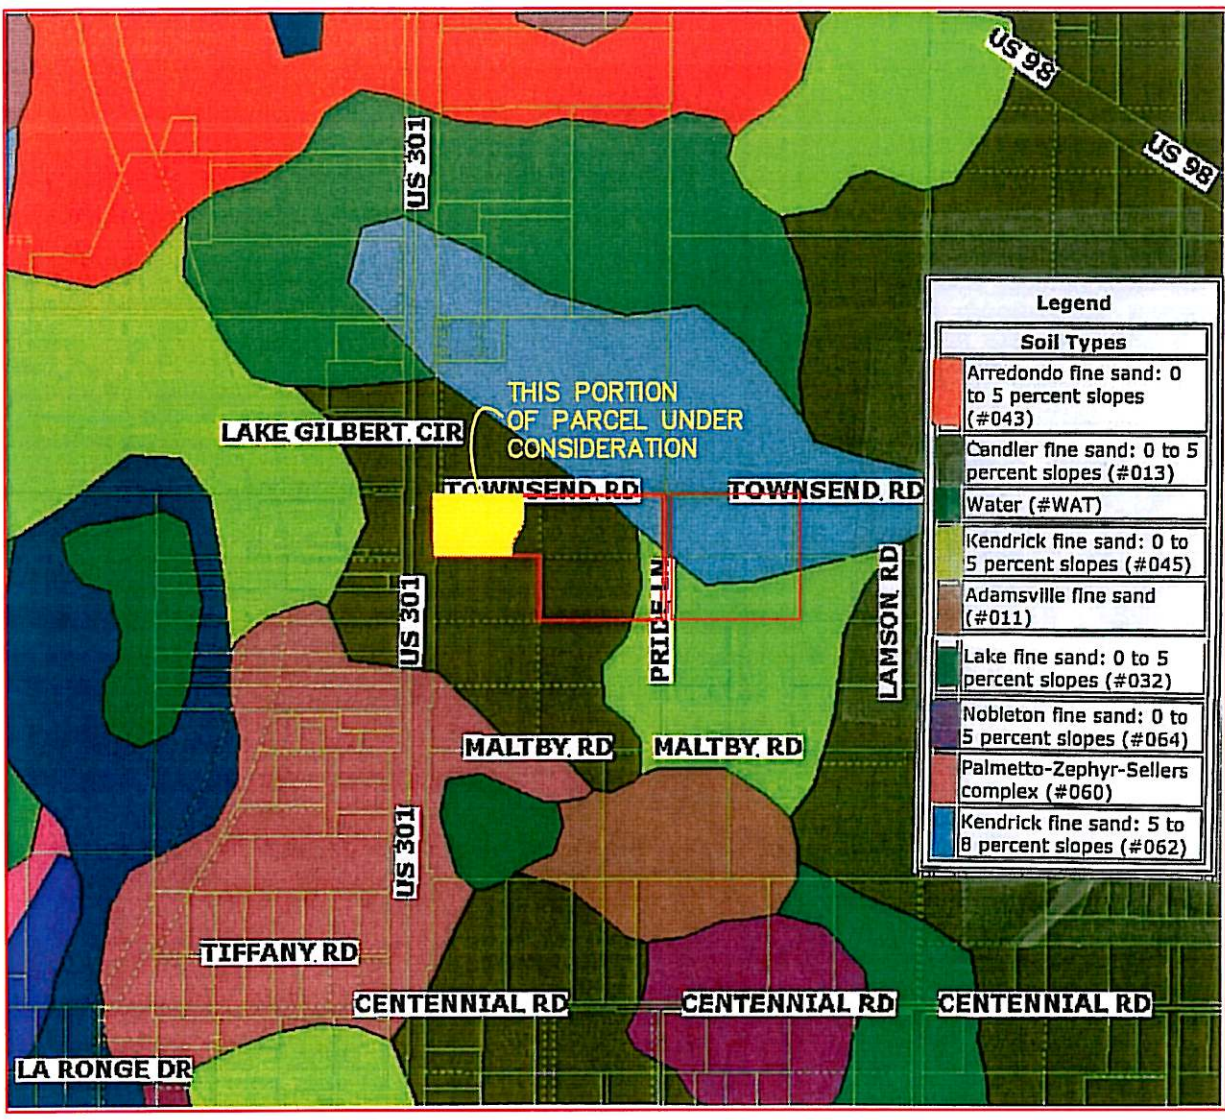 US 98
US 98
US 301
Legend
Soil Types
Arredondo fine sand: 0
to 5 percent slopes
(#043)
Candler fine sand: 0 to 5
percent slopes (#013)
Water (#WAT)
Kendrick fine sand: 0 to
5 percent slopes (#045)
Adamsville fine sand
(#011)
Lake fine sand: 0 to 5
percent slopes (#032)
Nobleton fine sand: 0 to
5 percent slopes (#064)
Palmetto-Zephyr-Sellers
complex (#060)
Kendrick fine sand: 5 to
8 percent slopes (#062)
THIS PORTION
OF PARCEL UNDER
CONSIDERATION
LAKE GILBERT CIR
TOWNSEND RD
TOWNSEND RD
US 301
PRIDE LN
LAMSON RD
MALTBY RD
MALTBY RD
US 301
TIFFANY RD
CENTENNIAL RD
CENTENNIAL RD
CENTENNIAL RD
LA RONGE DR